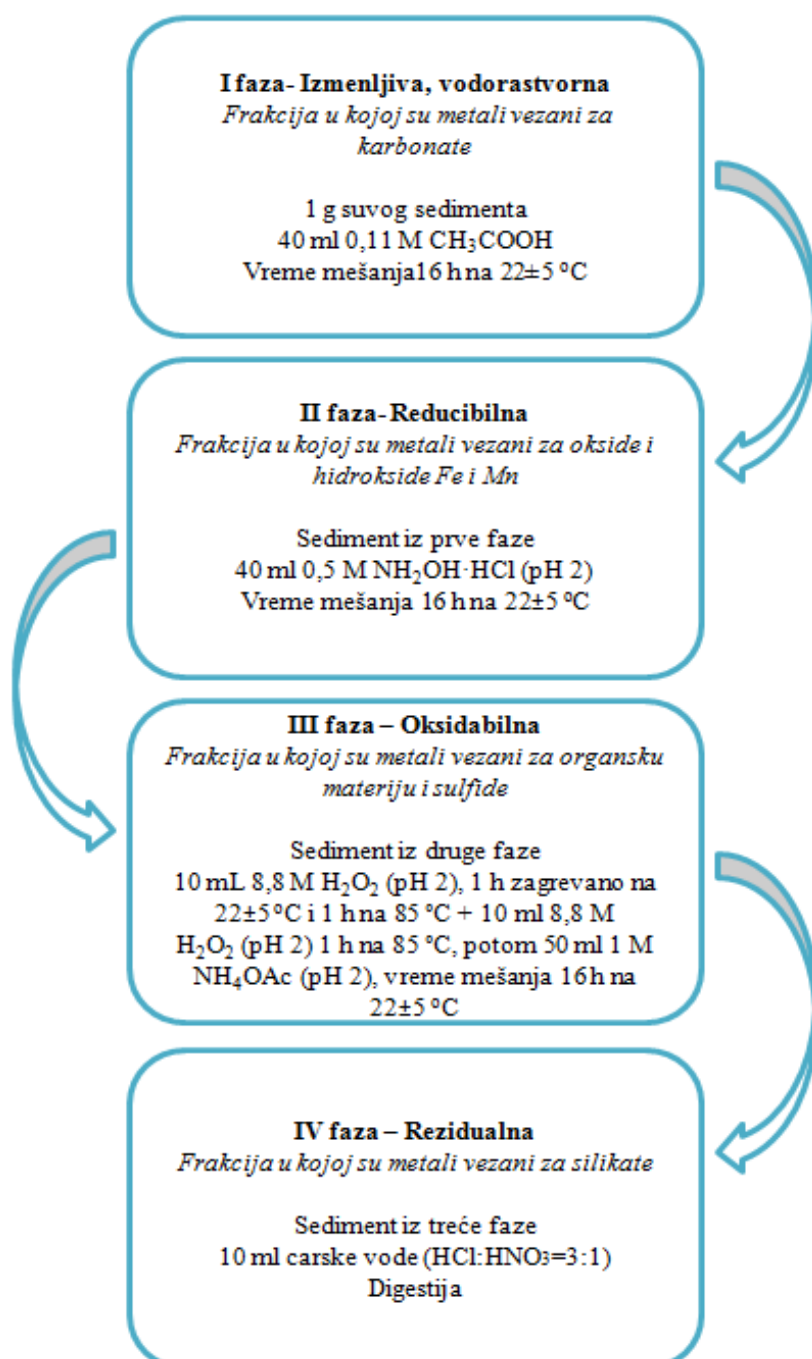 I faza- Izmenljiva, vodorastvorna
Frakcija u kojoj su metali vezani za
karbonate
1 g suvog sedimenta
40 ml 0,11 M CH₃COOH
Vreme mešanja16 h na 22±5 ºC
II faza- Reducibilna
Frakcija u kojoj su metali vezani za okside i
hidrokside Fe i Mn
Sediment iz prve faze
40 ml 0,5 M NH₂OH·HCl (pH 2)
Vreme mešanja 16 h na 22±5 ºC
III faza – Oksidabilna
Frakcija u kojoj su metali vezani za organsku
materiju i sulfide
Sediment iz druge faze
10 mL 8,8 M H₂O₂ (pH 2), 1 h zagrevano na
22±5 ºC i 1 h na 85 ºC + 10 ml 8,8 M
H₂O₂ (pH 2) 1 h na 85 ºC, potom 50 ml 1 M
NH₄OAc (pH 2), vreme mešanja 16 h na
22±5 ºC
IV faza – Rezidualna
Frakcija u kojoj su metali vezani za silikate
Sediment iz treće faze
10 ml carske vode (HCl:HNO₃=3:1)
Digestija